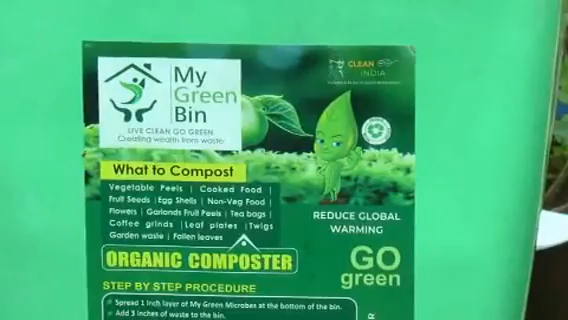 My
Green
Bin
LIVE CLEAN GO GREEN
Creating wealth from waste
CLEAN
INDIA
What to Compost
Vegetable Peels | Cooked Food |
Fruit Seeds | Egg Shells | Non-Veg Food |
Flowers | Garlands Fruit Peels | Tea bags |
Coffee grinds | Leaf plates | Twigs
Garden waste | Fallen leaves
REDUCE GLOBAL
WARMING
ORGANIC COMPOSTER
GO
green
STEP BY STEP PROCEDURE
Spread 1 inch layer of My Green Microbes at the bottom of the bin.
Add 3 inches of waste to the bin.